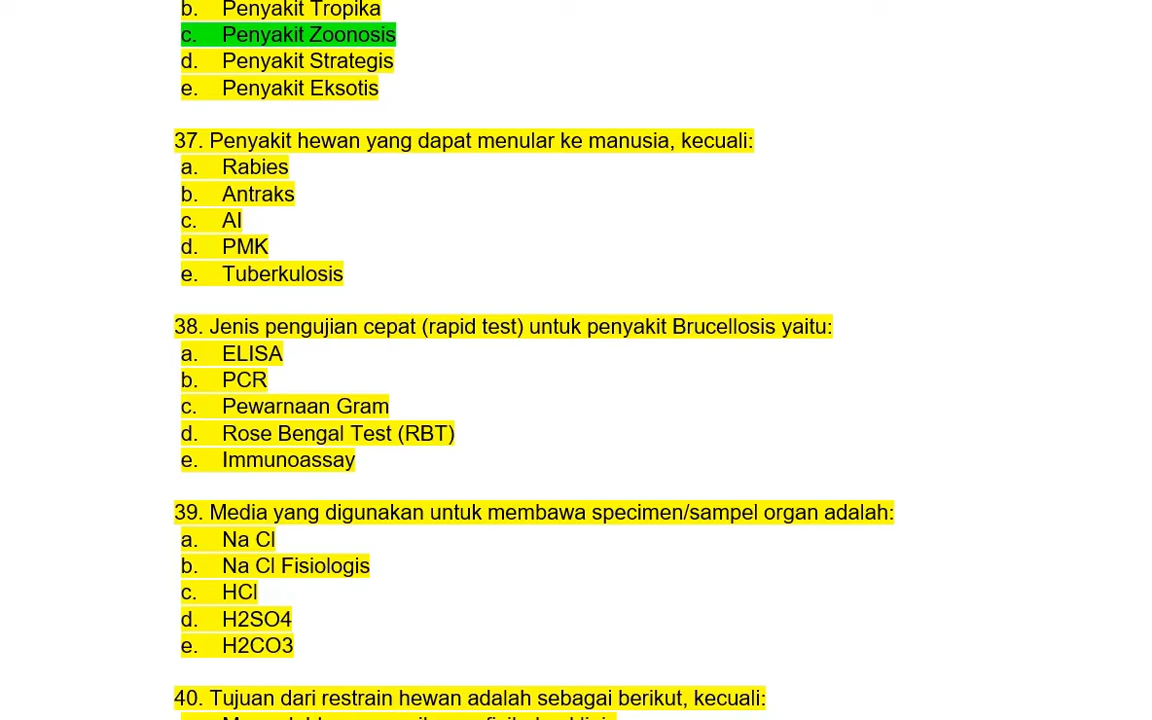 b. Penyakit Tropika
c. Penyakit Zoonosis
d. Penyakit Strategis
e. Penyakit Eksotis
37. Penyakit hewan yang dapat menular ke manusia, kecuali:
a. Rabies
b. Antraks
c. AI
d. PMK
e. Tuberkulosis
38. Jenis pengujian cepat (rapid test) untuk penyakit Brucellosis yaitu:
a. ELISA
b. PCR
c. Pewarnaan Gram
d. Rose Bengal Test (RBT)
e. Immunoassay
39. Media yang digunakan untuk membawa specimen/sampel organ adalah:
a. Na Cl
b. Na Cl Fisiologis
c. HCl
d. H2SO4
e. H2CO3
40. Tujuan dari restrain hewan adalah sebagai berikut, kecuali: